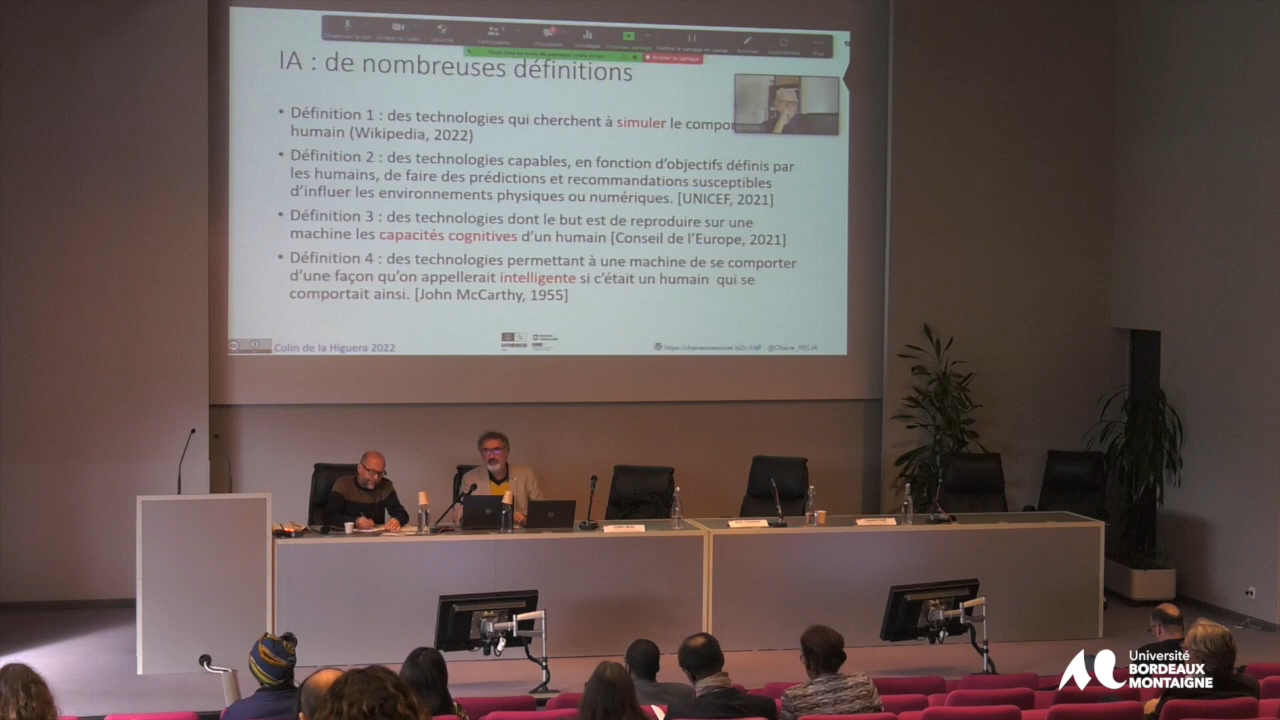 IA : de nombreuses définitions
• Définition 1 : des technologies qui cherchent à simuler le compor
humain (Wikipedia, 2022)
• Définition 2 : des technologies capables, en fonction d'objectifs définis par
les humains, de faire des prédictions et recommandations susceptibles
d'influer les environnements physiques ou numériques. [UNICEF, 2021]
• Définition 3 : des technologies dont le but est de reproduire sur une
machine les capacités cognitives d'un humain [Conseil de l'Europe, 2021]
• Définition 4 : des technologies permettant à une machine de se comporter
d'une façon qu'on appellerait intelligente si c'était un humain qui se
comportait ainsi. [John McCarthy, 1955]
Colin de la Higuera 2022
unesco
@Chaire_RELIA
Université
BORDEAUX
MONTAIGNE